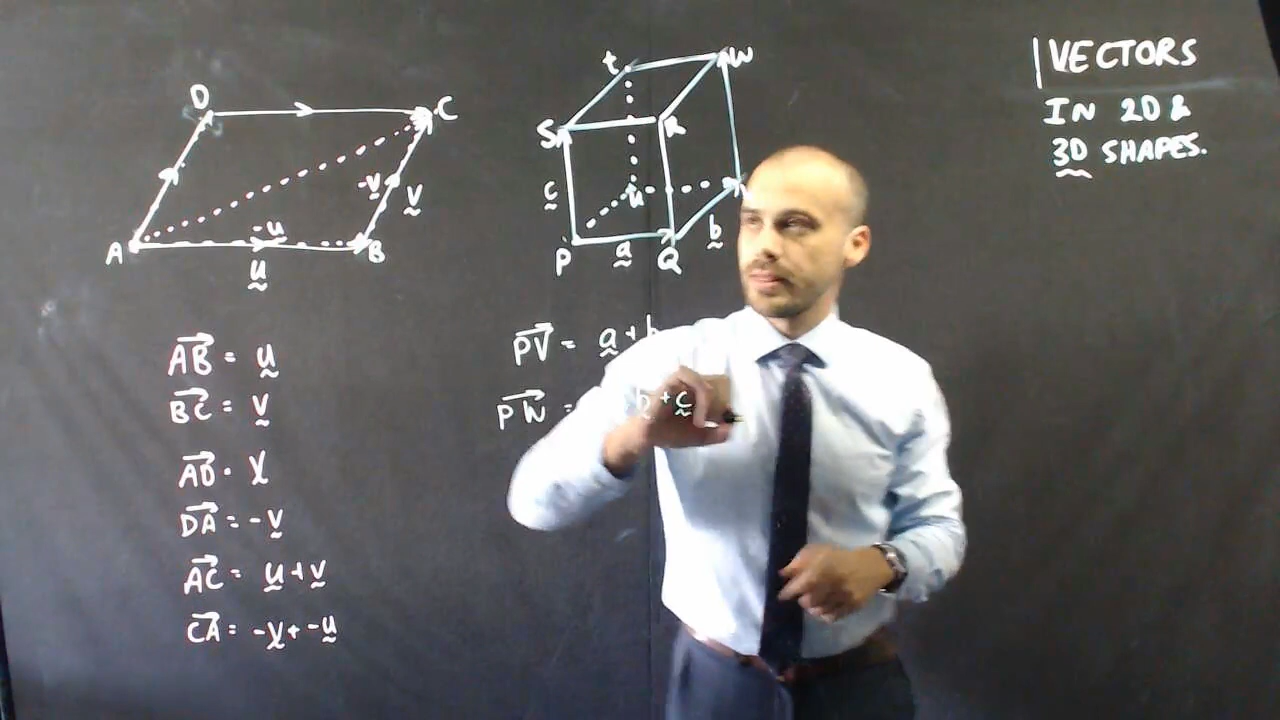 VECTORS
IN 2D &
3D SHAPES.
D
C
-v
v
-u
A
B
u
t
W
S
R
c
u
b
P
a
Q
AB = u
BC = v
AD = v
DA = -v
AC = u + v
CA = -v + -u
PV = a + b
PW = b + c